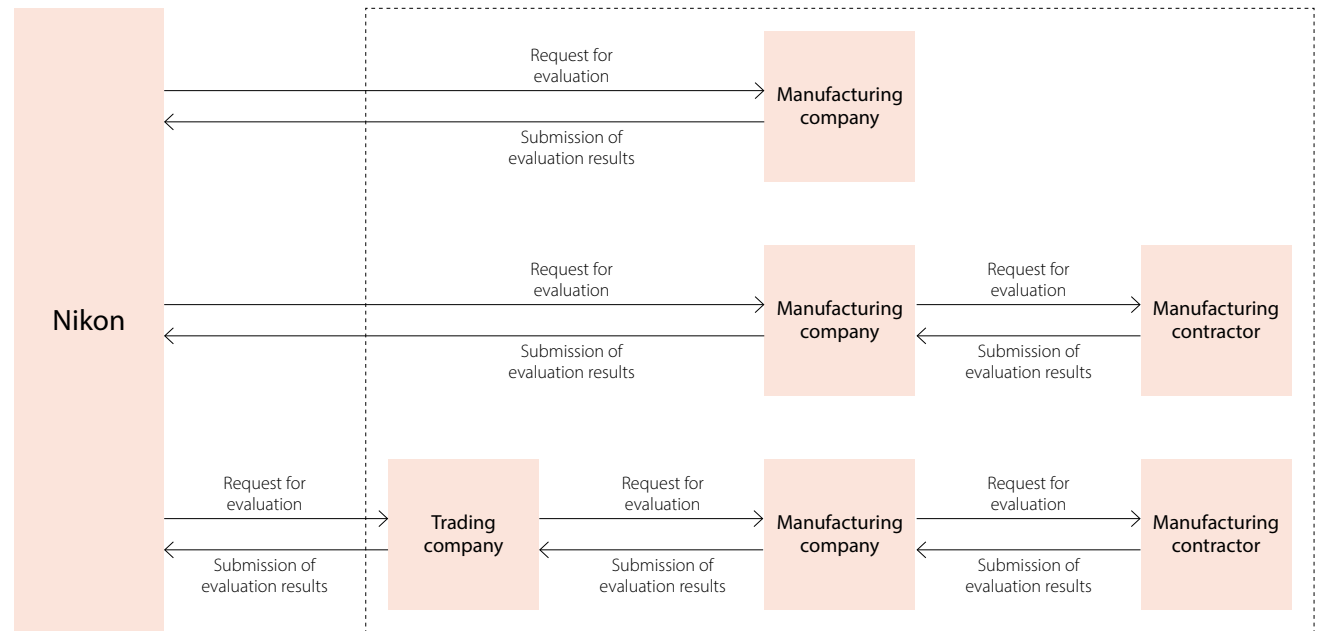 Request for
evaluation
Manufacturing
company
Submission of
evaluation results
Nikon
Request for
evaluation
Manufacturing
company
Request for
evaluation
Manufacturing
contractor
Submission of
evaluation results
Submission of
evaluation results
Request for
evaluation
Trading
company
Request for
evaluation
Manufacturing
company
Request for
evaluation
Manufacturing
contractor
Submission of
evaluation results
Submission of
evaluation results
Submission of
evaluation results